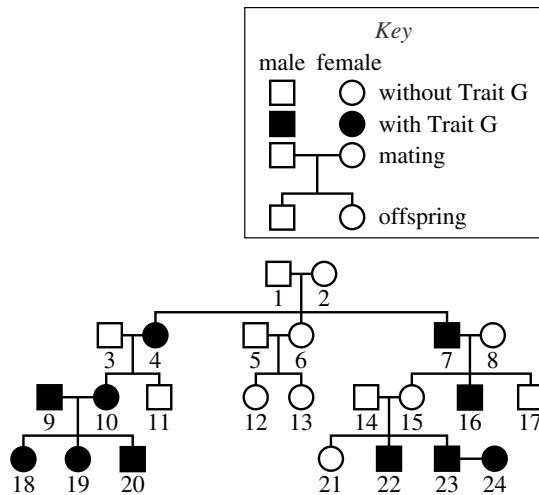 Key
male female
without Trait G
with Trait G
mating
offspring
1 2
3 4 5 6 7 8
9 10 11 12 13 14 15 16 17
18 19 20 21 22 23 24